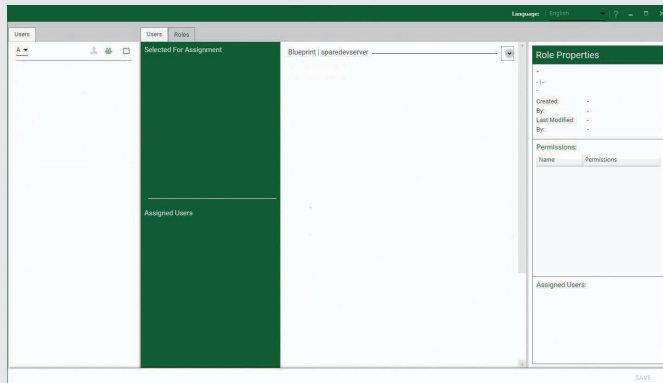 Language: English ?
Users
Users Roles
A
Selected For Assignment
Blueprint | sparedevserver
Role Properties
-
- | -
-
Created: -
By: -
Last Modified: -
By: -
Permissions:
Name Permissions
Assigned Users
Assigned Users:
SAVE